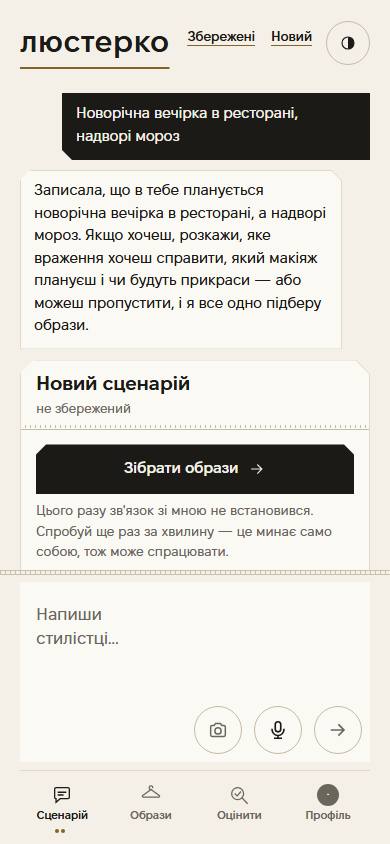 люстерко
Збережені Новий
Новорічна вечірка в ресторані,
надворі мороз
Записала, що в тебе планується
новорічна вечірка в ресторані, а надворі
мороз. Якщо хочеш, розкажи, яке
враження хочеш справити, який макіяж
плануєш і чи будуть прикраси — або
можеш пропустити, і я все одно підберу
образи.
Новий сценарій
не збережений
Зібрати образи →
Цього разу зв'язок зі мною не встановився.
Спробуй ще раз за хвилину — це минає само
собою, тож може спрацювати.
Напиши
стилістці...
Сценарій Образи Оцінити Профіль